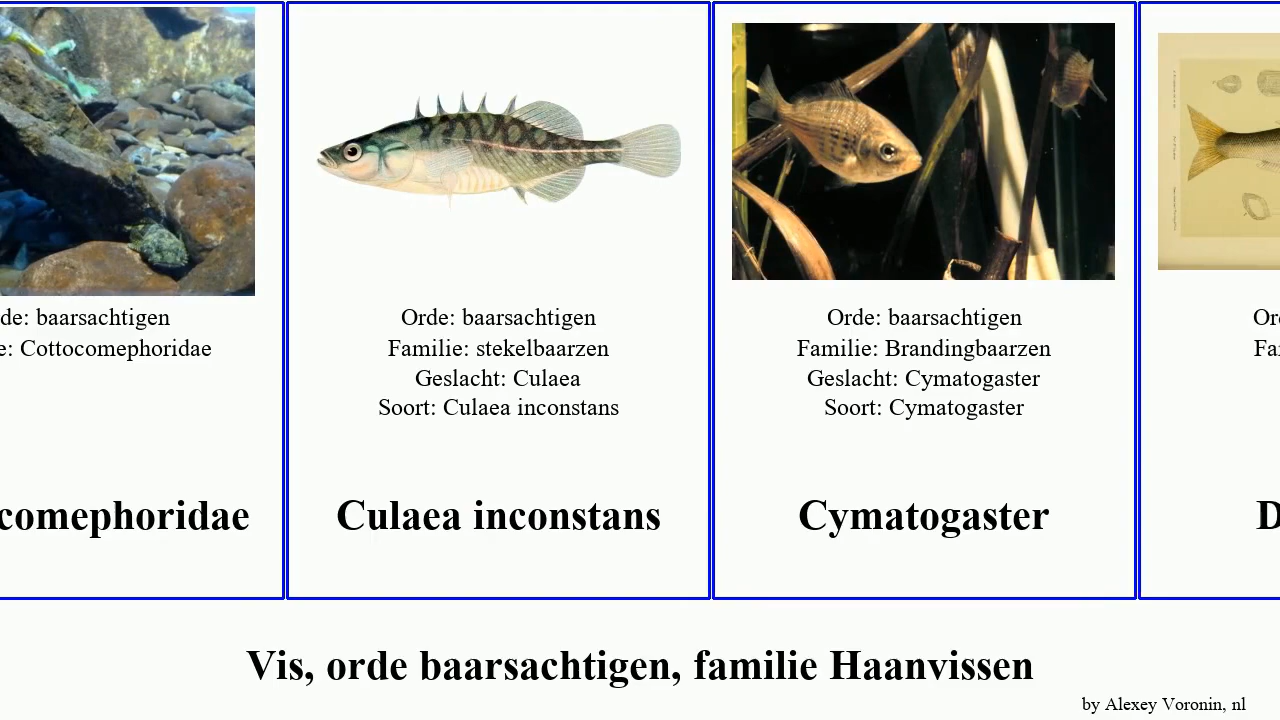 de: baarsachtigen
e: Cottocomephoridae
comephoridae
Orde: baarsachtigen
Familie: stekelbaarzen
Geslacht: Culaea
Soort: Culaea inconstans
Culaea inconstans
Orde: baarsachtigen
Familie: Brandingbaarzen
Geslacht: Cymatogaster
Soort: Cymatogaster
Cymatogaster
Or
Fa
D
Vis, orde baarsachtigen, familie Haanvissen
by Alexey Voronin, nl